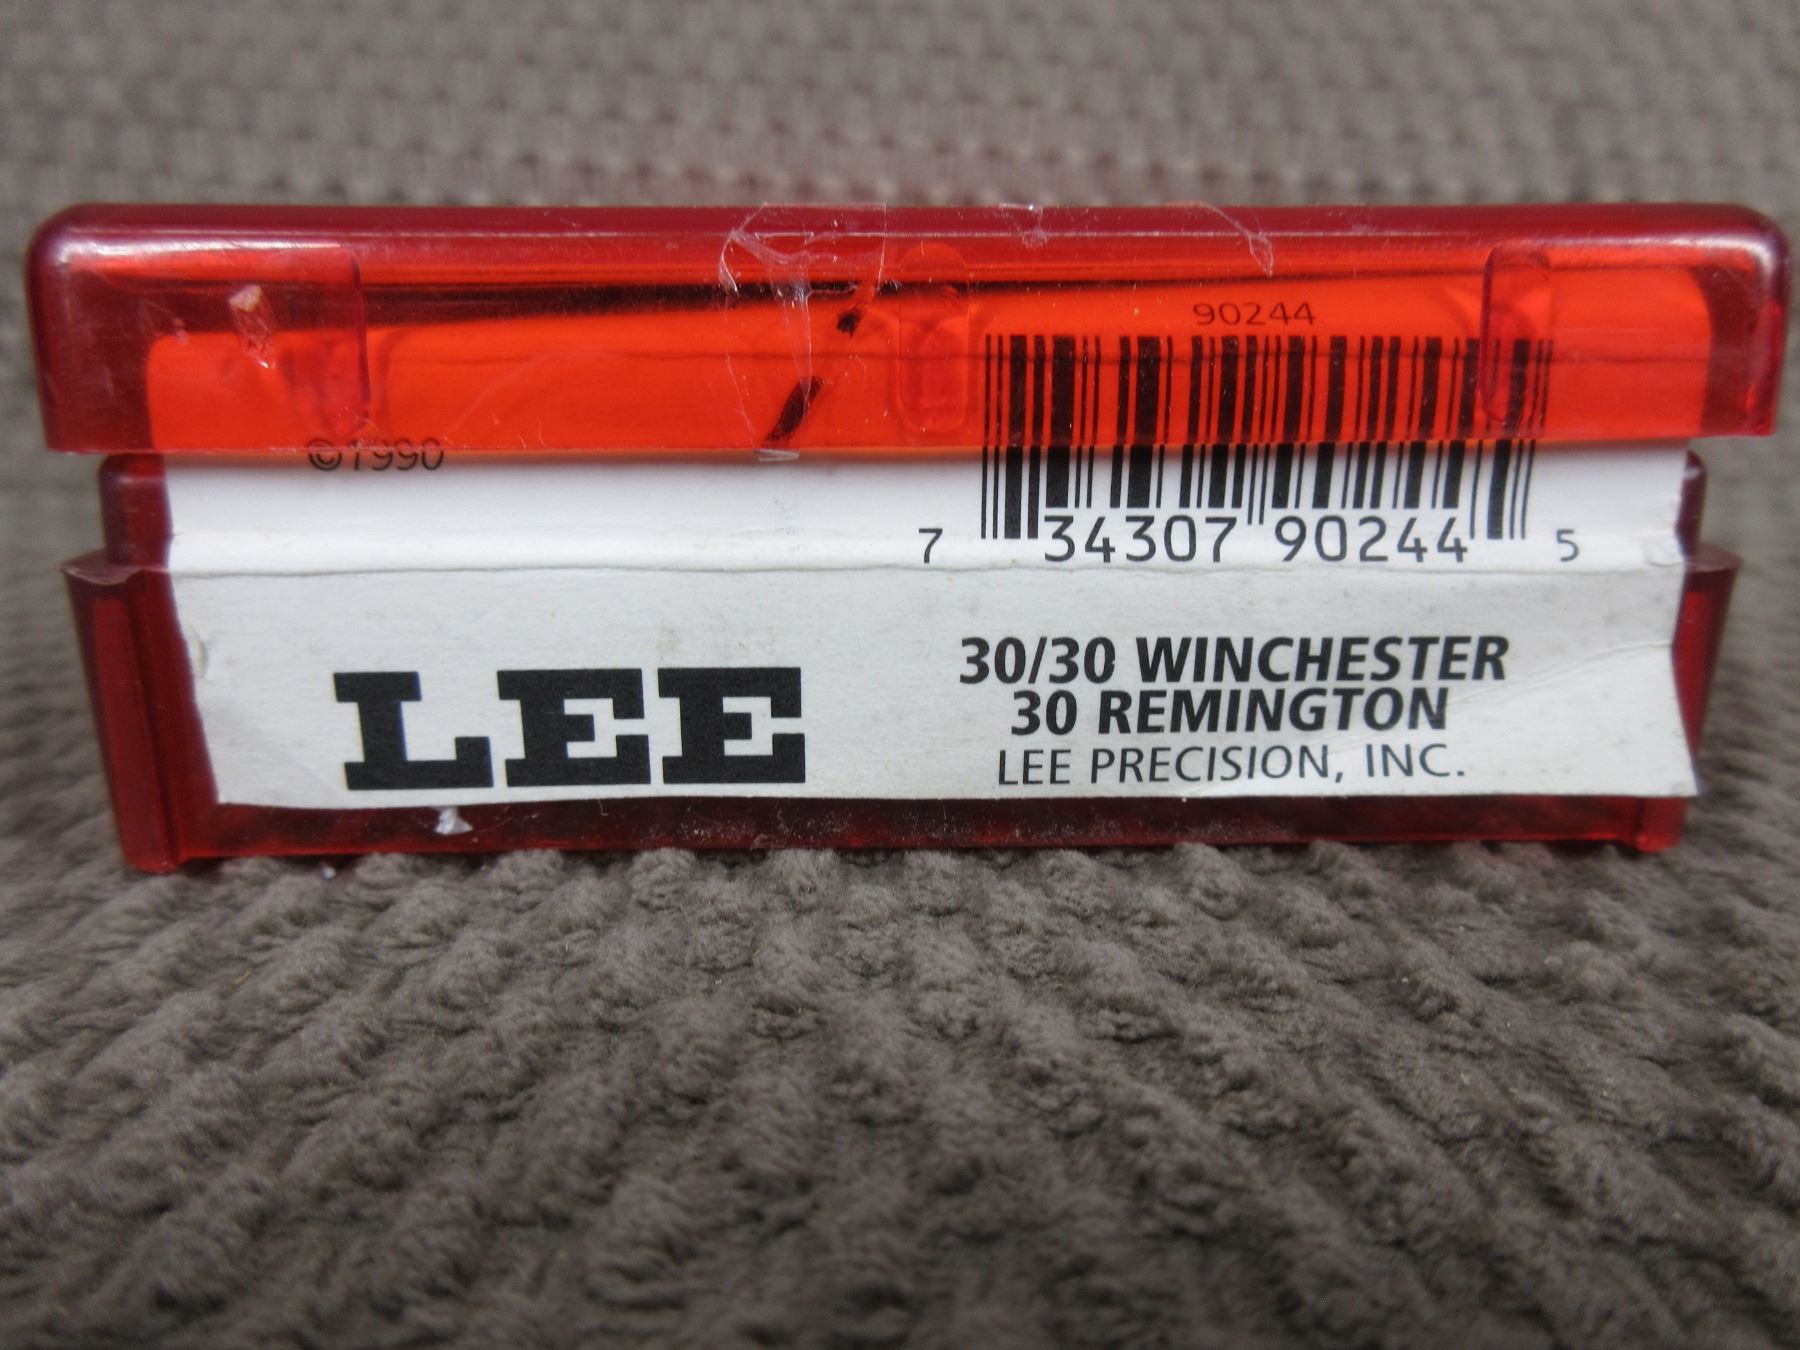 90244
©1990
7 34307 90244 5
LEE
30/30 WINCHESTER
30 REMINGTON
LEE PRECISION, INC.